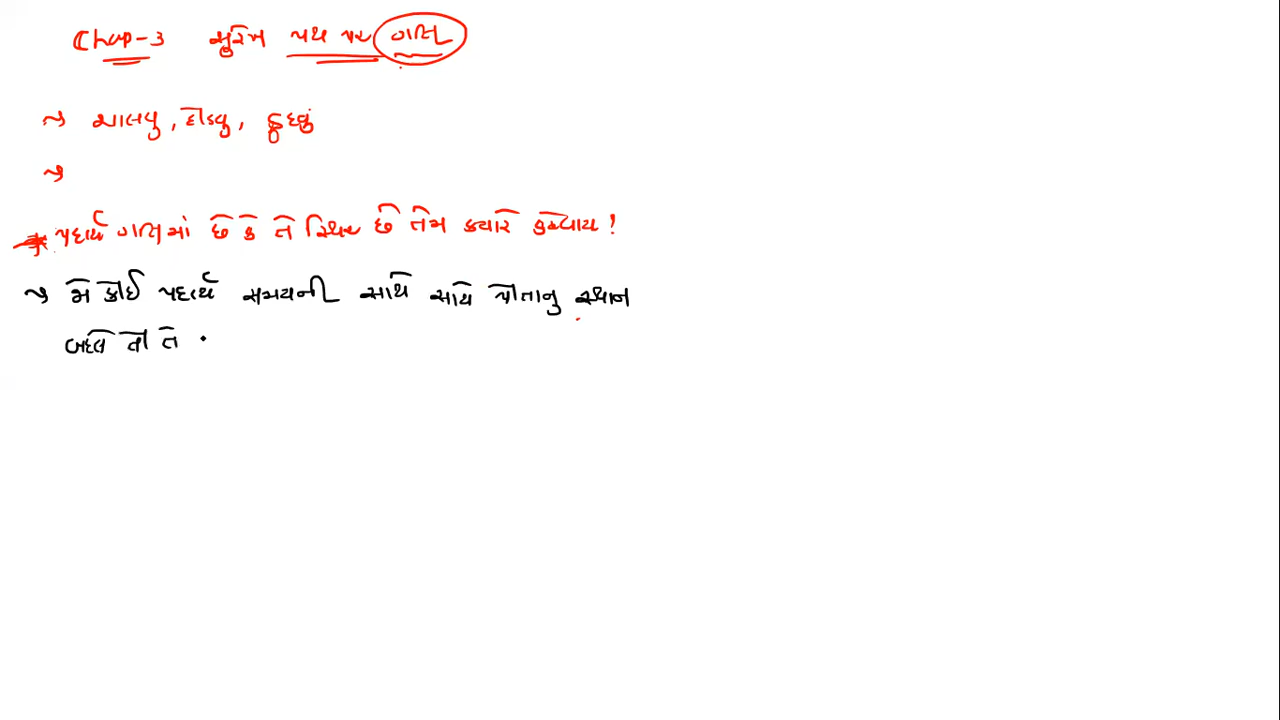 Chap-3 સુરેખ પથ પર ગતિ
→ ચાલવુ, દોડવુ, કુદવું
→
* પદાર્થ ગતિમાં છે કે તે સ્થિર છે તેમ ક્યારે કહેવાય?
→ જો કોઈ પદાર્થ સમયની સાથે સાથે પોતાનુ સ્થાન
બદલે તો તે